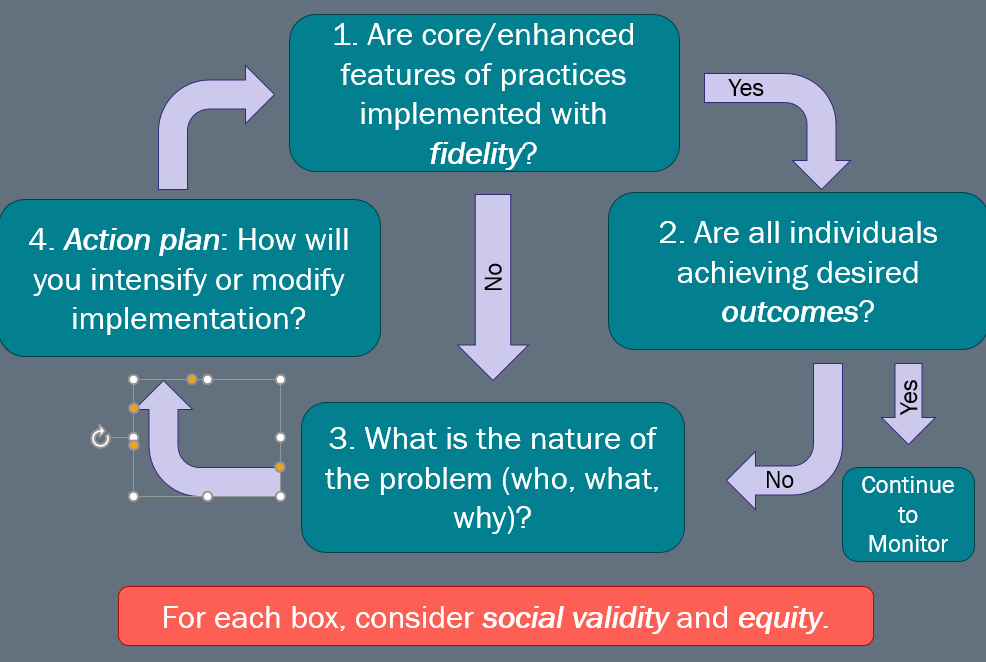 1. Are core/enhanced
features of practices
implemented with
fidelity?
Yes
2. Are all individuals
achieving desired
outcomes?
No
4. Action plan: How will
you intensify or modify
implementation?
Yes
No
3. What is the nature of
the problem (who, what,
why)?
Continue
to
Monitor
For each box, consider social validity and equity.